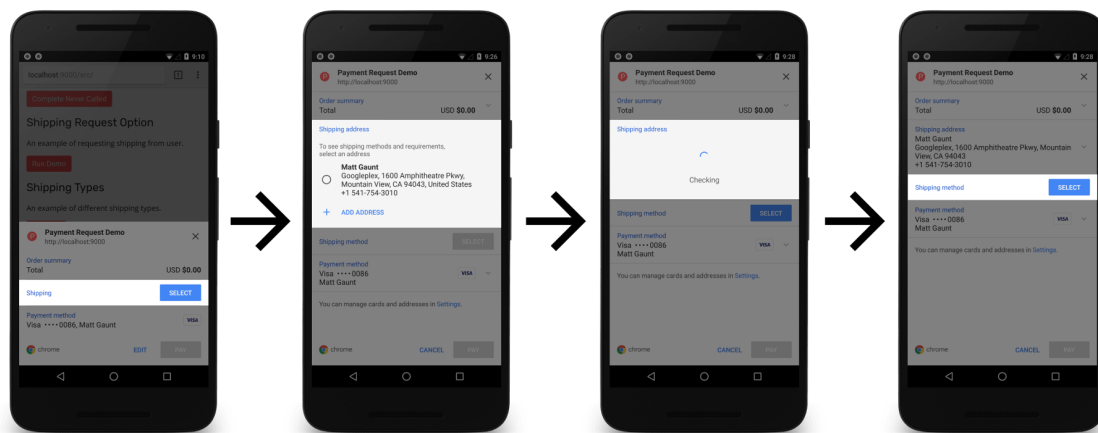 9:10
localhost:9000/exp/
1
Complete Never Called
Shipping Request Option
An example of requesting shipping from user.
Run Demo
Shipping Types
An example of different shipping types.
P
Payment Request Demo
http://localhost:9000
Order summary
Total
USD $0.00
Shipping
SELECT
Payment method
Visa ····0086, Matt Gaunt
VISA
chrome
EDIT
PAY
9:26
P
Payment Request Demo
http://localhost:9000
Order summary
Total
USD $0.00
Shipping address
To see shipping methods and requirements,
select an address
Matt Gaunt
Googleplex, 1600 Amphitheatre Pkwy,
Mountain View, CA 94043, United States
+1 541-754-3010
+ ADD ADDRESS
Shipping method
SELECT
Payment method
Visa ····0086
Matt Gaunt
VISA
You can manage cards and addresses in Settings.
chrome
CANCEL
PAY
9:28
P
Payment Request Demo
http://localhost:9000
Order summary
Total
USD $0.00
Shipping address
Checking
Shipping method
SELECT
Payment method
Visa ····0086
Matt Gaunt
VISA
You can manage cards and addresses in Settings.
chrome
CANCEL
PAY
9:28
P
Payment Request Demo
http://localhost:9000
Order summary
Total
USD $0.00
Shipping address
Matt Gaunt
Googleplex, 1600 Amphitheatre Pkwy, Mountain
View, CA 94043
+1 541-754-3010
Shipping method
SELECT
Payment method
Visa ····0086
Matt Gaunt
VISA
You can manage cards and addresses in Settings.
chrome
CANCEL
PAY